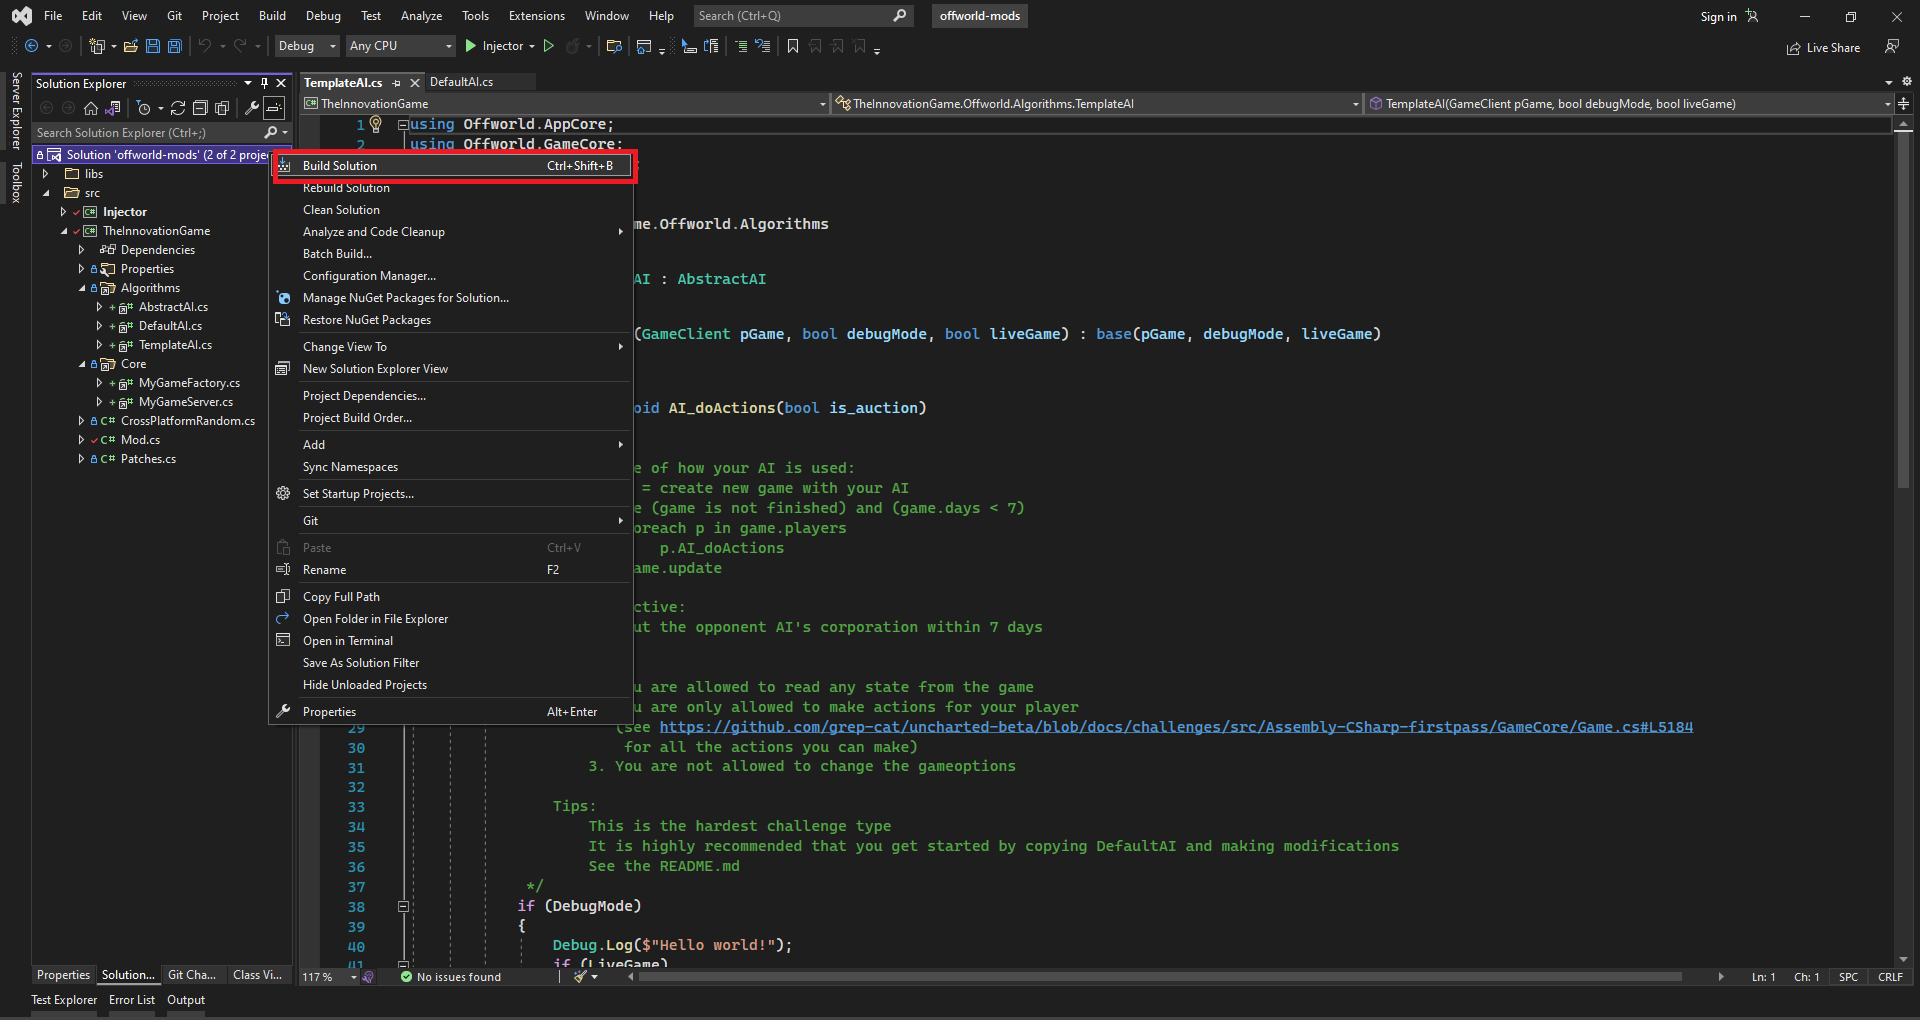 File Edit View Git Project Build Debug Test Analyze Tools Extensions Window Help Search (Ctrl+Q) offworld-mods Sign in
Debug Any CPU Injector Live Share
Server Explorer
Toolbox
Solution Explorer
Search Solution Explorer (Ctrl+;)
Solution 'offworld-mods' (2 of 2 proje
libs
src
Injector
TheInnovationGame
Dependencies
Properties
Algorithms
AbstractAI.cs
DefaultAI.cs
TemplateAI.cs
Core
MyGameFactory.cs
MyGameServer.cs
CrossPlatformRandom.cs
Mod.cs
Patches.cs
Properties Solution... Git Cha... Class Vi...
Test Explorer Error List Output
TemplateAI.cs DefaultAI.cs
TheInnovationGame TheInnovationGame.Offworld.Algorithms.TemplateAI TemplateAI(GameClient pGame, bool debugMode, bool liveGame)
Build Solution Ctrl+Shift+B
Rebuild Solution
Clean Solution
Analyze and Code Cleanup
Batch Build...
Configuration Manager...
Manage NuGet Packages for Solution...
Restore NuGet Packages
Change View To
New Solution Explorer View
Project Dependencies...
Project Build Order...
Add
Sync Namespaces
Set Startup Projects...
Git
Paste Ctrl+V
Rename F2
Copy Full Path
Open Folder in File Explorer
Open in Terminal
Save As Solution Filter
Hide Unloaded Projects
Properties Alt+Enter
1 using Offworld.AppCore;
2 using Offworld.GameCore;
me.Offworld.Algorithms
AI : AbstractAI
(GameClient pGame, bool debugMode, bool liveGame) : base(pGame, debugMode, liveGame)
oid AI_doActions(bool is_auction)
e of how your AI is used:
= create new game with your AI
e (game is not finished) and (game.days < 7)
oreach p in game.players
p.AI_doActions
ame.update
ctive:
ut the opponent AI's corporation within 7 days
u are allowed to read any state from the game
u are only allowed to make actions for your player
29 (see https://github.com/grep-cat/uncharted-beta/blob/docs/challenges/src/Assembly-CSharp-firstpass/GameCore/Game.cs#L5184
30 for all the actions you can make)
31 3. You are not allowed to change the gameoptions
32
33 Tips:
34 This is the hardest challenge type
35 It is highly recommended that you get started by copying DefaultAI and making modifications
36 See the README.md
37 */
38 if (DebugMode)
39 {
40 Debug.Log($"Hello world!");
41 if (LiveGame)
117 % No issues found Ln: 1 Ch: 1 SPC CRLF